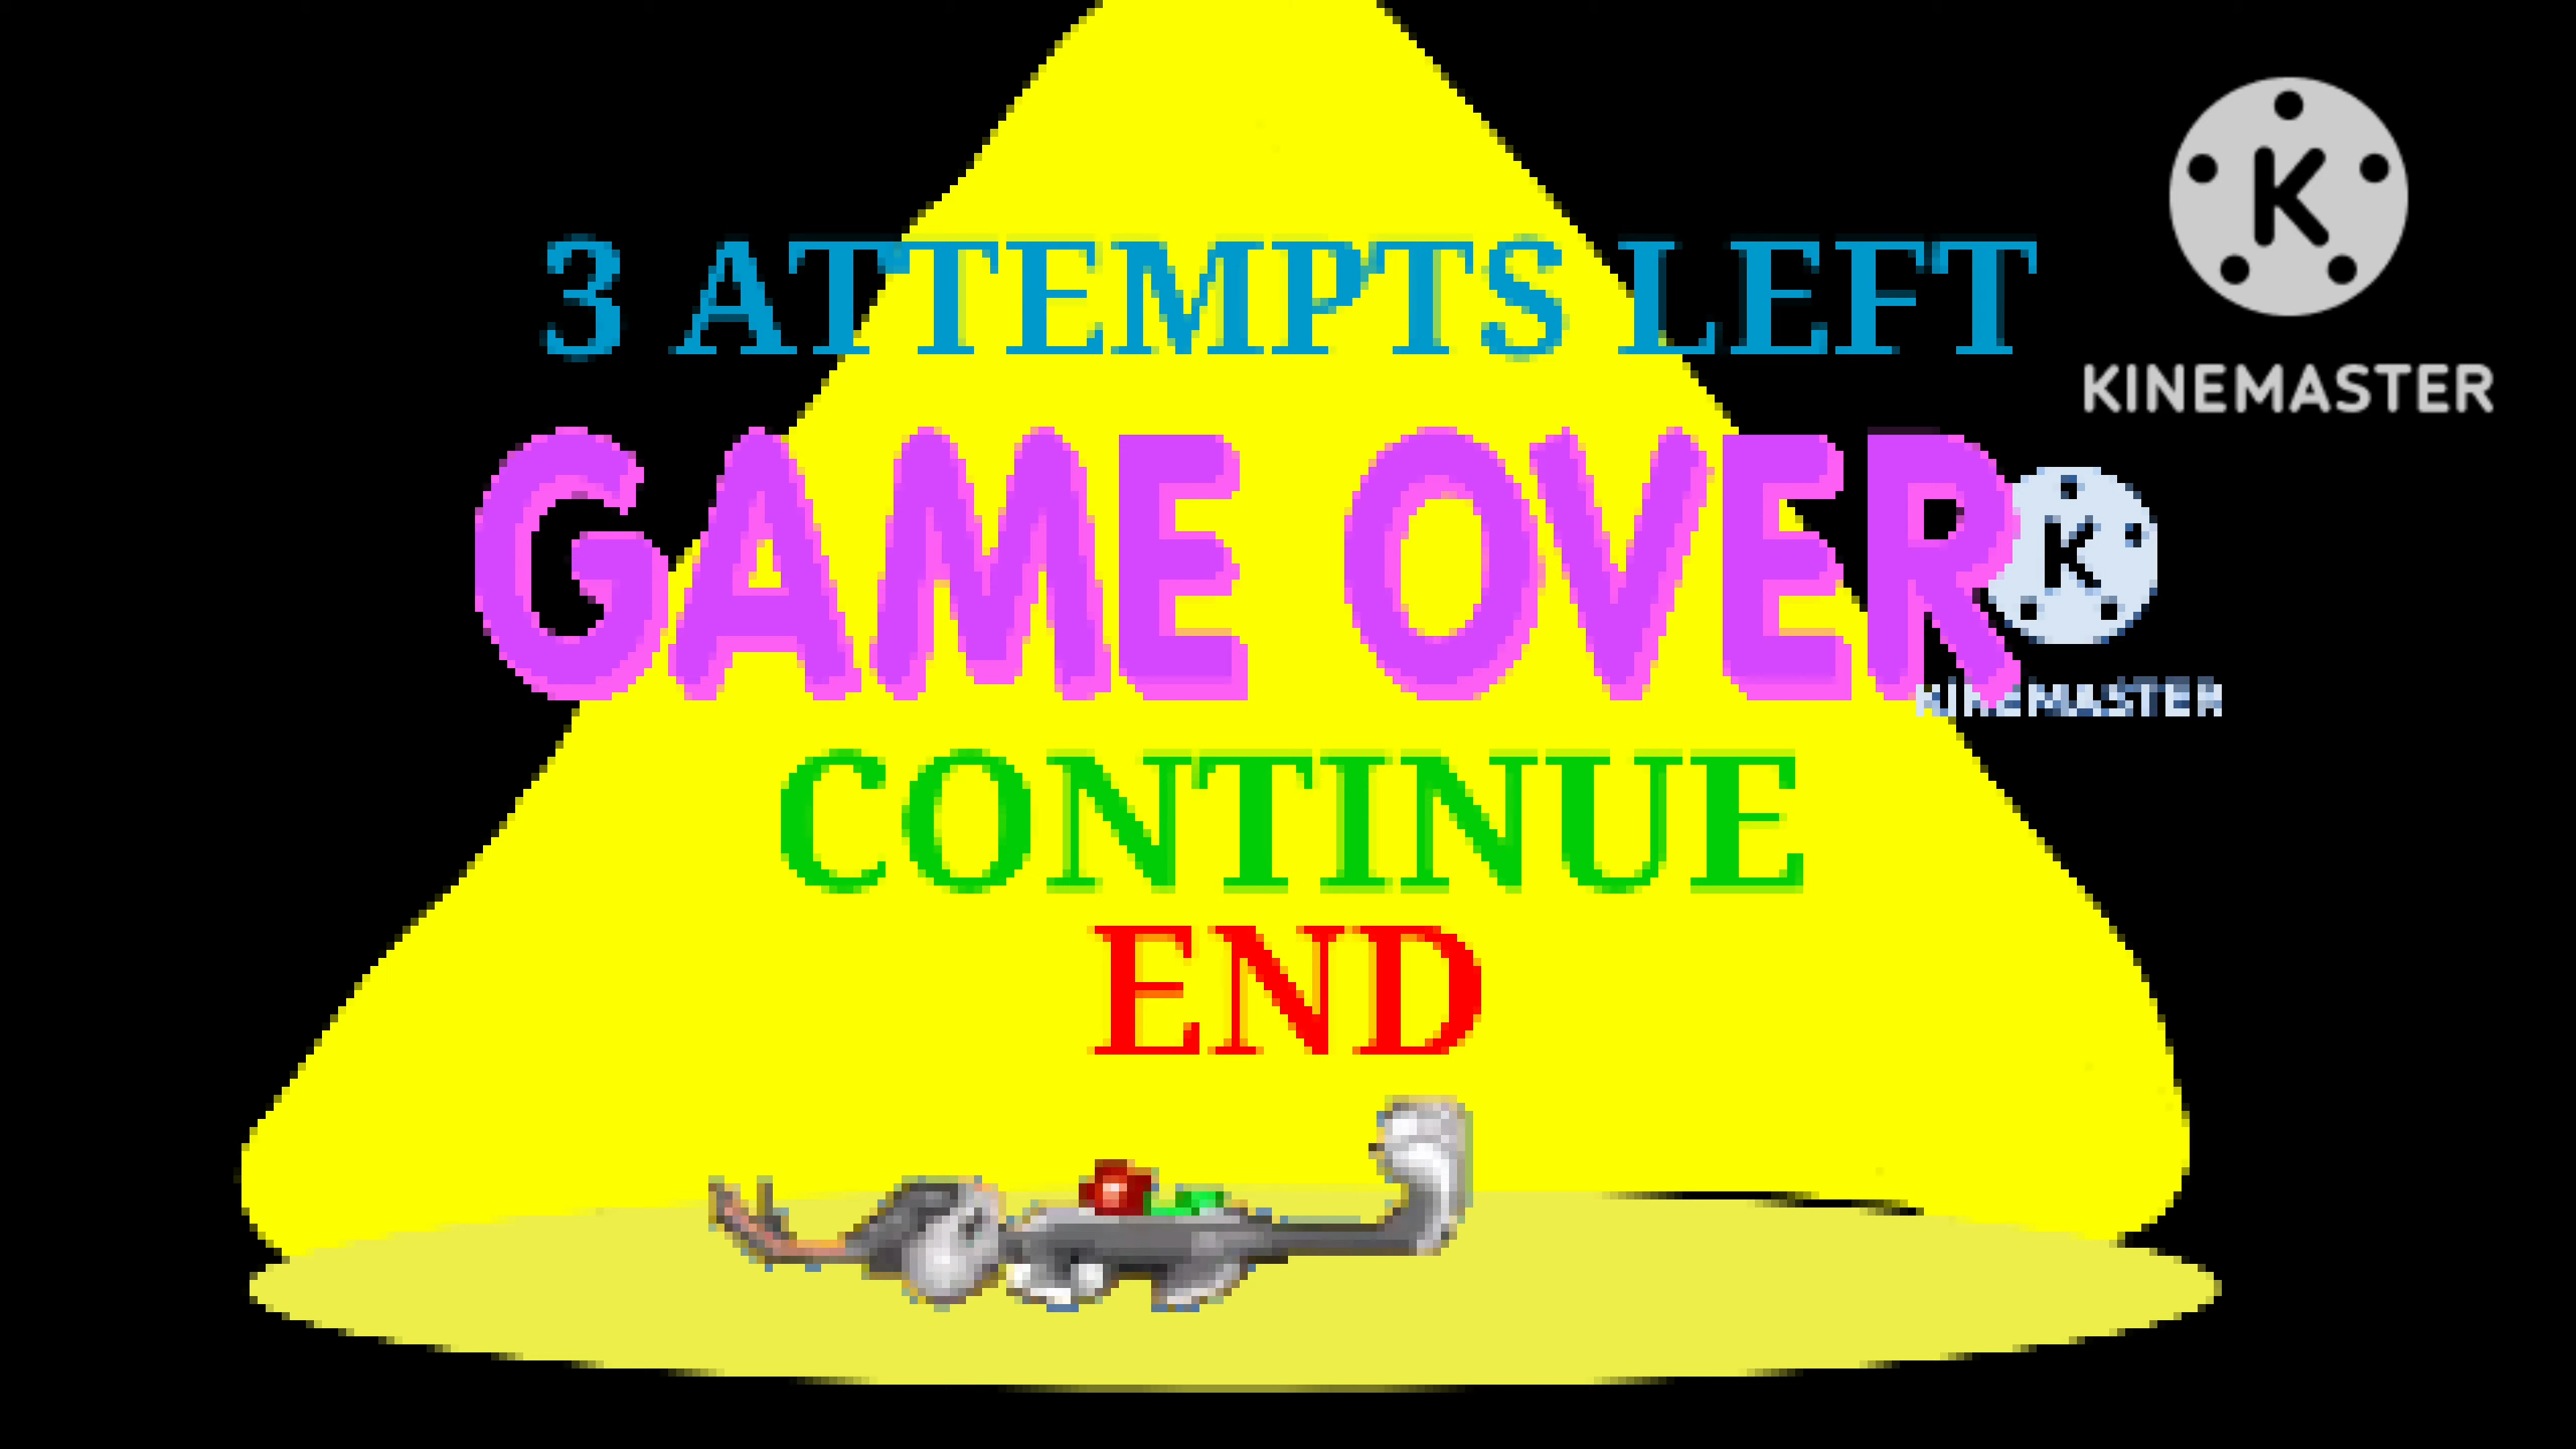 3 ATTEMPTS LEFT
K
KINEMASTER
GAME OVER
K
KINEMASTER
CONTINUE
END